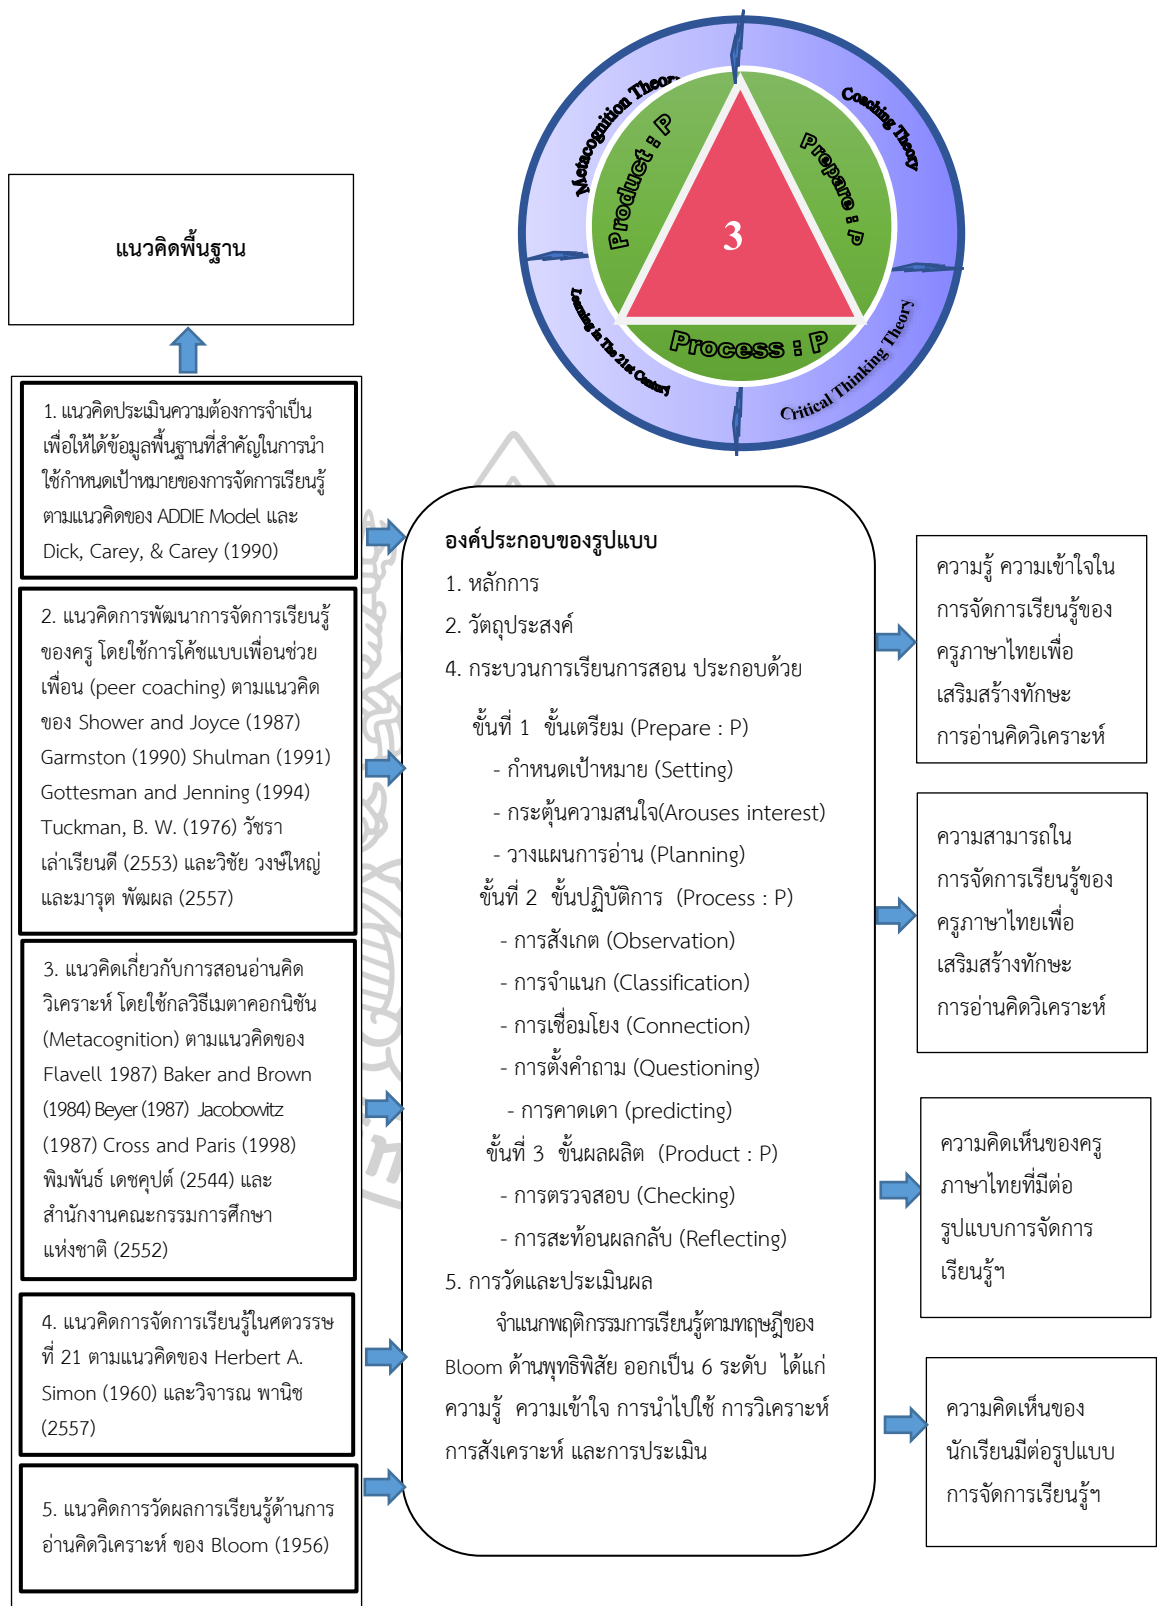 Metacognition Theory
Coaching Theory
Product : P
Prepare : P
3
Process : P
Learning in The 21st Century
Critical Thinking Theory
แนวคิดพื้นฐาน
1. แนวคิดประเมินความต้องการจำเป็น
เพื่อให้ได้ข้อมูลพื้นฐานที่สำคัญในการนำ
ใช้กำหนดเป้าหมายของการจัดการเรียนรู้
ตามแนวคิดของ ADDIE Model และ
Dick, Carey, & Carey (1990)
2. แนวคิดการพัฒนาการจัดการเรียนรู้
ของครู โดยใช้การโค้ชแบบเพื่อนช่วย
เพื่อน (peer coaching) ตามแนวคิด
ของ Shower and Joyce (1987)
Garmston (1990) Shulman (1991)
Gottesman and Jenning (1994)
Tuckman, B. W. (1976) วัชรา
เล่าเรียนดี (2553) และวิชัย วงษ์ใหญ่
และมารุต พัฒผล (2557)
3. แนวคิดเกี่ยวกับการสอนอ่านคิด
วิเคราะห์ โดยใช้กลวิธีเมตาคอกนิชัน
(Metacognition) ตามแนวคิดของ
Flavell 1987) Baker and Brown
(1984) Beyer (1987) Jacobowitz
(1987) Cross and Paris (1998)
พิมพันธ์ เดชคุปต์ (2544) และ
สำนักงานคณะกรรมการศึกษา
แห่งชาติ (2552)
4. แนวคิดการจัดการเรียนรู้ในศตวรรษ
ที่ 21 ตามแนวคิดของ Herbert A.
Simon (1960) และวิจารณ พานิช
(2557)
5. แนวคิดการวัดผลการเรียนรู้ด้านการ
อ่านคิดวิเคราะห์ ของ Bloom (1956)
องค์ประกอบของรูปแบบ
1. หลักการ
2. วัตถุประสงค์
4. กระบวนการเรียนการสอน ประกอบด้วย
ขั้นที่ 1 ขั้นเตรียม (Prepare : P)
- กำหนดเป้าหมาย (Setting)
- กระตุ้นความสนใจ(Arouses interest)
- วางแผนการอ่าน (Planning)
ขั้นที่ 2 ขั้นปฏิบัติการ (Process : P)
- การสังเกต (Observation)
- การจำแนก (Classification)
- การเชื่อมโยง (Connection)
- การตั้งคำถาม (Questioning)
- การคาดเดา (predicting)
ขั้นที่ 3 ขั้นผลผลิต (Product : P)
- การตรวจสอบ (Checking)
- การสะท้อนผลกลับ (Reflecting)
5. การวัดและประเมินผล
จำแนกพฤติกรรมการเรียนรู้ตามทฤษฎีของ
Bloom ด้านพุทธิพิสัย ออกเป็น 6 ระดับ ได้แก่
ความรู้ ความเข้าใจ การนำไปใช้ การวิเคราะห์
การสังเคราะห์ และการประเมิน
ความรู้ ความเข้าใจใน
การจัดการเรียนรู้ของ
ครูภาษาไทยเพื่อ
เสริมสร้างทักษะ
การอ่านคิดวิเคราะห์
ความสามารถใน
การจัดการเรียนรู้ของ
ครูภาษาไทยเพื่อ
เสริมสร้างทักษะ
การอ่านคิดวิเคราะห์
ความคิดเห็นของครู
ภาษาไทยที่มีต่อ
รูปแบบการจัดการ
เรียนรู้ฯ
ความคิดเห็นของ
นักเรียนมีต่อรูปแบบ
การจัดการเรียนรู้ฯ